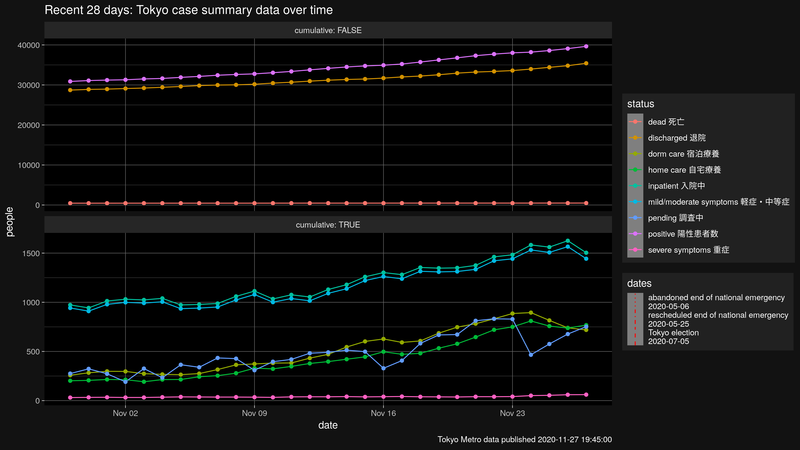 Recent 28 days: Tokyo case summary data over time
cumulative: FALSE
40000
30000
20000
10000
0
cumulative: TRUE
1500
1000
500
0
people
Nov 02
Nov 09
Nov 16
Nov 23
date
status
dead 死亡
discharged 退院
dorm care 宿泊療養
home care 自宅療養
inpatient 入院中
mild/moderate symptoms 軽症・中等症
pending 調査中
positive 陽性患者数
severe symptoms 重症
dates
abandoned end of national emergency
2020-05-06
rescheduled end of national emergency
2020-05-25
Tokyo election
2020-07-05
Tokyo Metro data published 2020-11-27 19:45:00